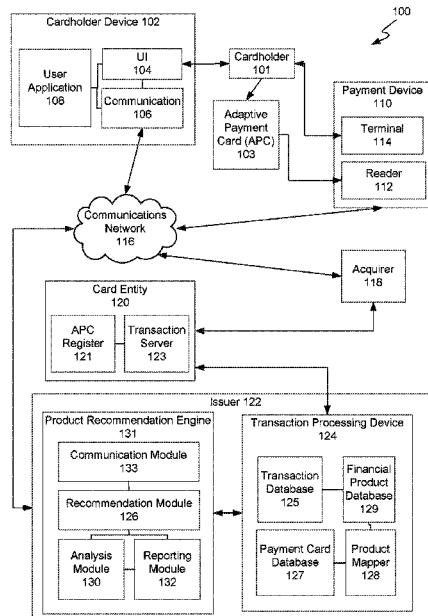 100
Cardholder Device 102
UI
104
User
Application
108
Communication
106
Cardholder
101
Adaptive
Payment
Card (APC)
103
Payment Device
110
Terminal
114
Reader
112
Communications
Network
116
Acquirer
118
Card Entity
120
APC
Register
121
Transaction
Server
123
Issuer 122
Product Recommendation Engine
131
Communication Module
133
Recommendation Module
126
Analysis
Module
130
Reporting
Module
132
Transaction Processing Device
124
Transaction
Database
125
Financial
Product
Database
129
Payment Card
Database
127
Product
Mapper
128